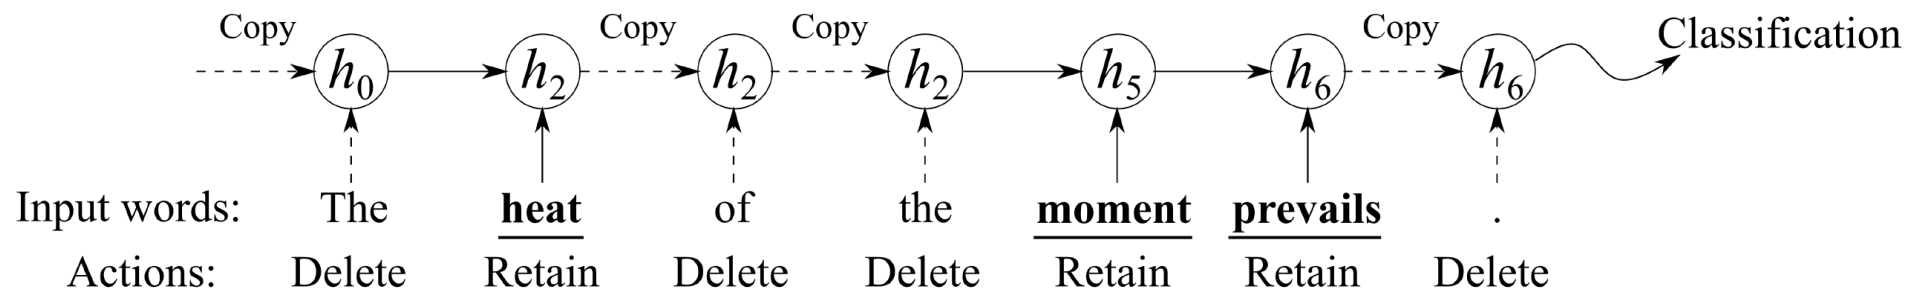 Copy Copy Copy Copy
h0 h2 h2 h2 h5 h6 h6 Classification
Input words: The heat of the moment prevails .
Actions: Delete Retain Delete Delete Retain Retain Delete